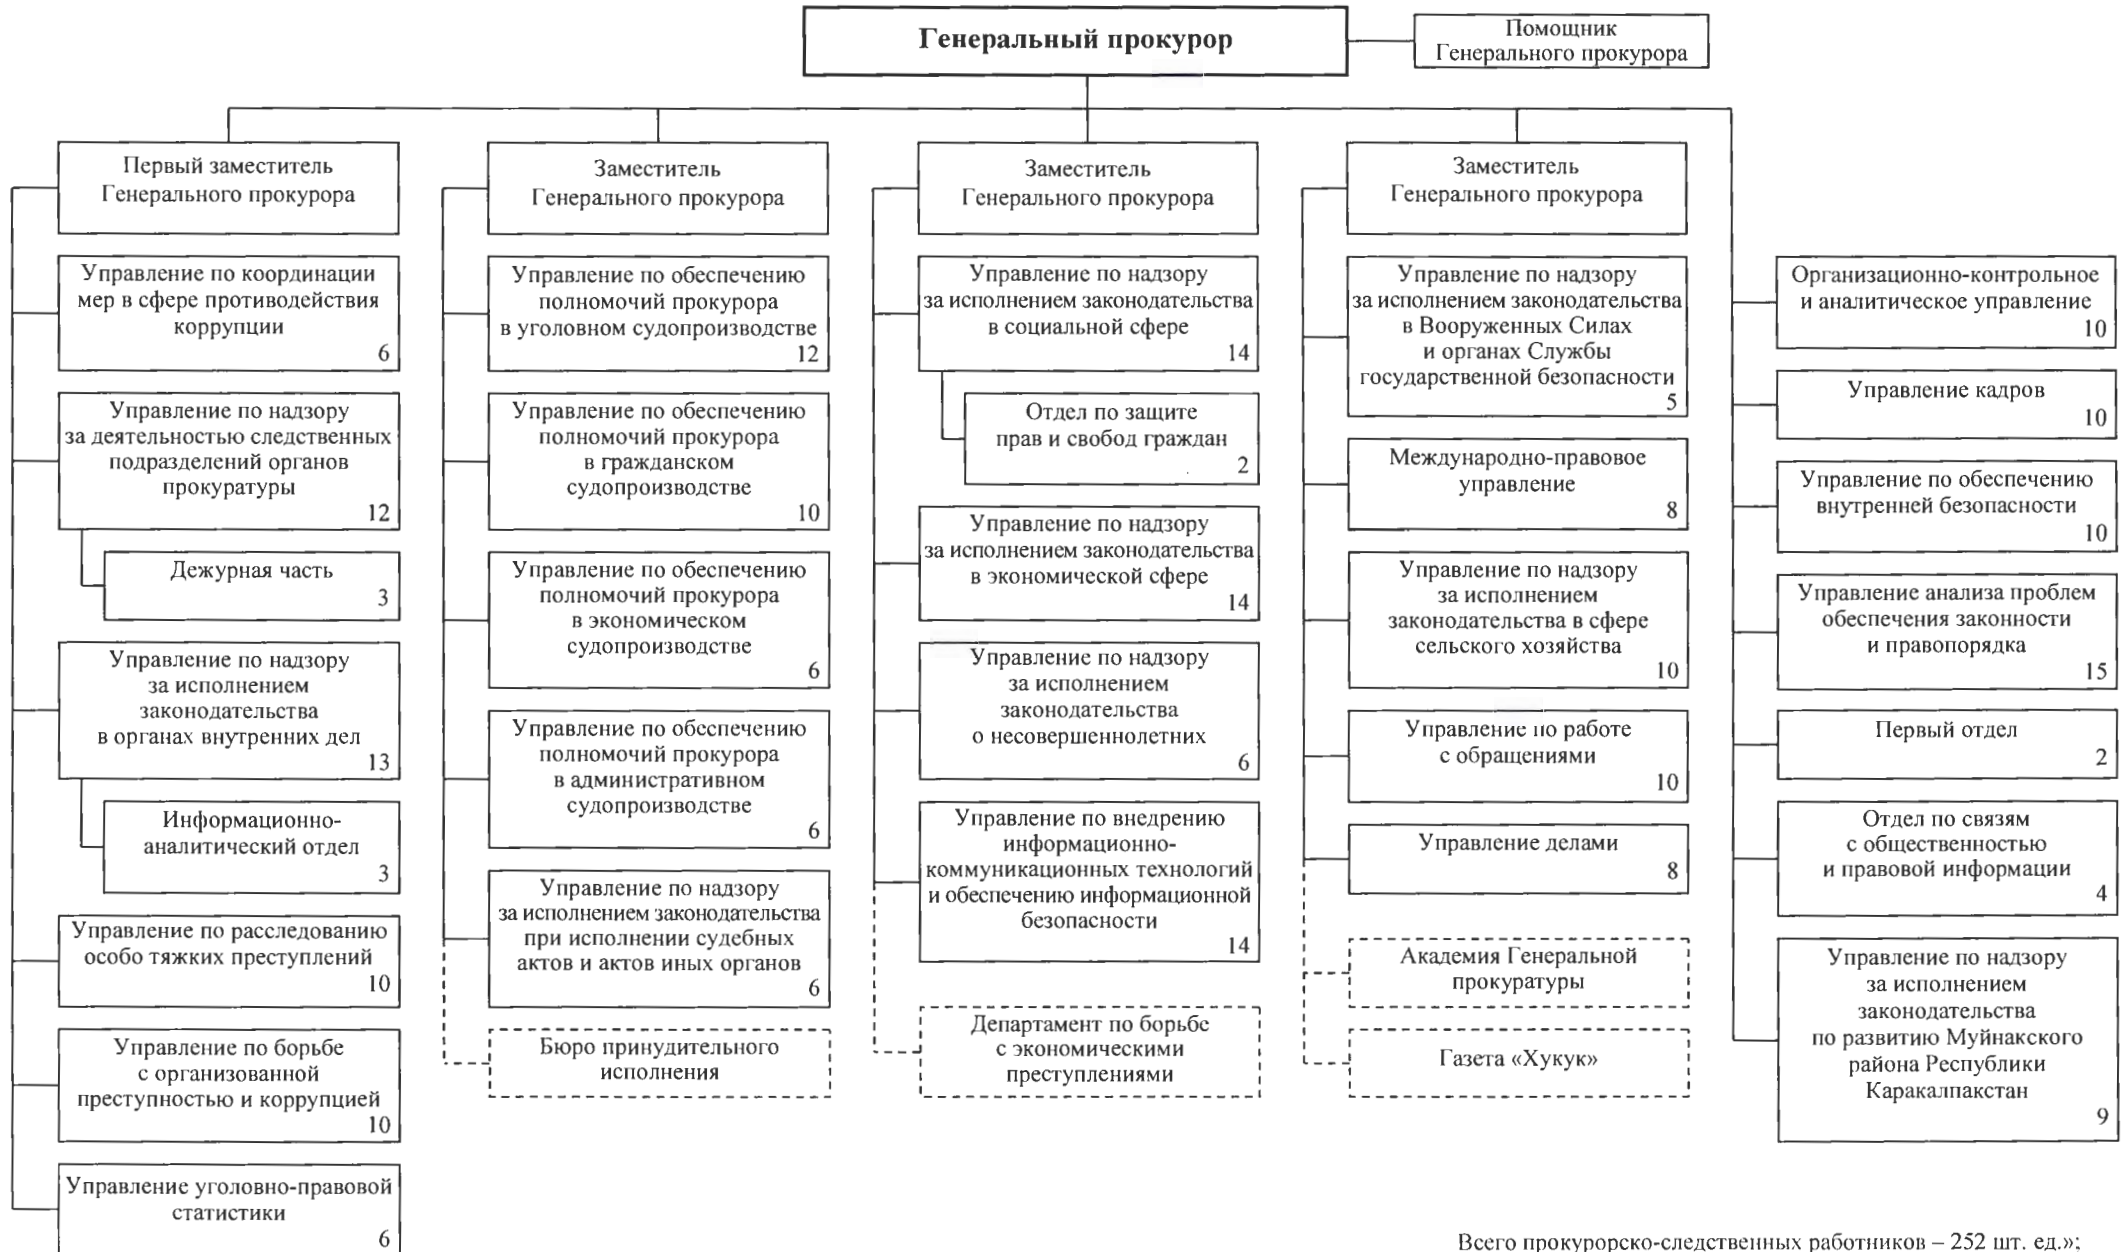 Генеральный прокурор
Помощник
Генерального прокурора
Первый заместитель
Генерального прокурора
Управление по координации
мер в сфере противодействия
коррупции
6
Управление по надзору
за деятельностью следственных
подразделений органов
прокуратуры
12
Дежурная часть
3
Управление по надзору
за исполнением
законодательства
в органах внутренних дел
13
Информационно-
аналитический отдел
3
Управление по расследованию
особо тяжких преступлений
10
Управление по борьбе
с организованной
преступностью и коррупцией
10
Управление уголовно-правовой
статистики
6
Заместитель
Генерального прокурора
Управление по обеспечению
полномочий прокурора
в уголовном судопроизводстве
12
Управление по обеспечению
полномочий прокурора
в гражданском
судопроизводстве
10
Управление по обеспечению
полномочий прокурора
в экономическом
судопроизводстве
6
Управление по обеспечению
полномочий прокурора
в административном
судопроизводстве
6
Управление по надзору
за исполнением законодательства
при исполнении судебных
актов и актов иных органов
6
Бюро принудительного
исполнения
Заместитель
Генерального прокурора
Управление по надзору
за исполнением законодательства
в социальной сфере
14
Отдел по защите
прав и свобод граждан
2
Управление по надзору
за исполнением законодательства
в экономической сфере
14
Управление по надзору
за исполнением
законодательства
о несовершеннолетних
6
Управление по внедрению
информационно-
коммуникационных технологий
и обеспечению информационной
безопасности
14
Департамент по борьбе
с экономическими
преступлениями
Заместитель
Генерального прокурора
Управление по надзору
за исполнением законодательства
в Вооруженных Силах
и органах Службы
государственной безопасности
5
Международно-правовое
управление
8
Управление по надзору
за исполнением
законодательства в сфере
сельского хозяйства
10
Управление по работе
с обращениями
10
Управление делами
8
Академия Генеральной
прокуратуры
Газета «Хукук»
Организационно-контрольное
и аналитическое управление
10
Управление кадров
10
Управление по обеспечению
внутренней безопасности
10
Управление анализа проблем
обеспечения законности
и правопорядка
15
Первый отдел
2
Отдел по связям
с общественностью
и правовой информации
4
Управление по надзору
за исполнением
законодательства
по развитию Муйнакского
района Республики
Каракалпакстан
9
Всего прокурорско-следственных работников – 252 шт. ед.»;